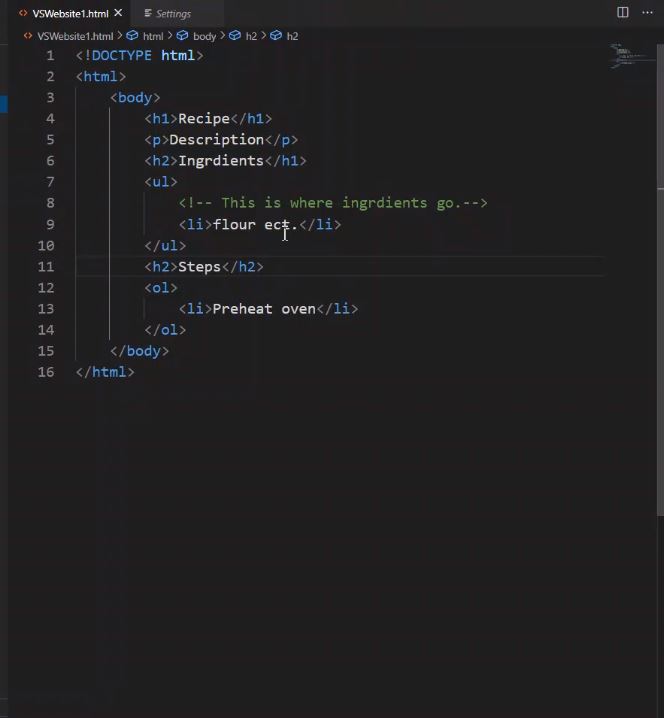 VSWebsite1.html Settings
VSWebsite1.html > html > body > h2 > h2
1 <!DOCTYPE html>
2 <html>
3 <body>
4 <h1>Recipe</h1>
5 <p>Description</p>
6 <h2>Ingrdients</h1>
7 <ul>
8 <!-- This is where ingrdients go.-->
9 <li>flour ect.</li>
10 </ul>
11 <h2>Steps</h2>
12 <ol>
13 <li>Preheat oven</li>
14 </ol>
15 </body>
16 </html>